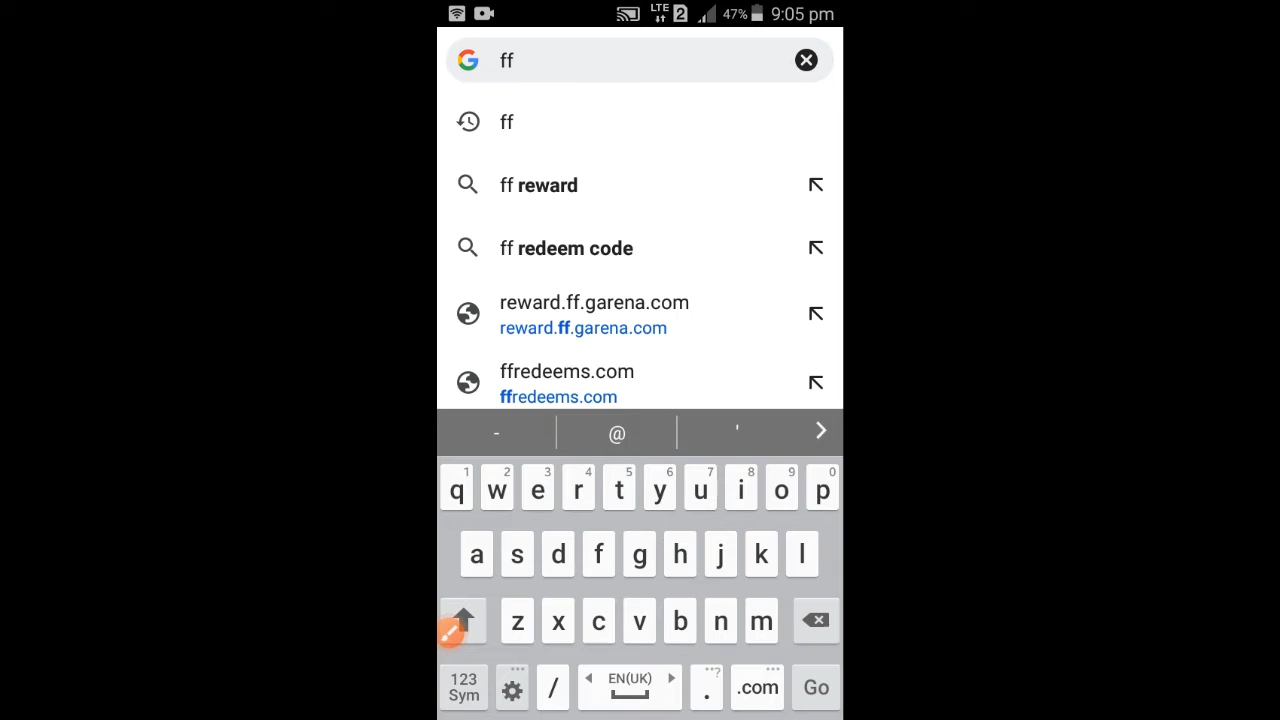 LTE 2 47% 9:05 pm
ff
ff
ff reward
ff redeem code
reward.ff.garena.com
reward.ff.garena.com
ffredeems.com
ffredeems.com
- @ '
1 2 3 4 5 6 7 8 9 0
q w e r t y u i o p
a s d f g h j k l
z x c v b n m
123 Sym / EN(UK) . ..? .com Go